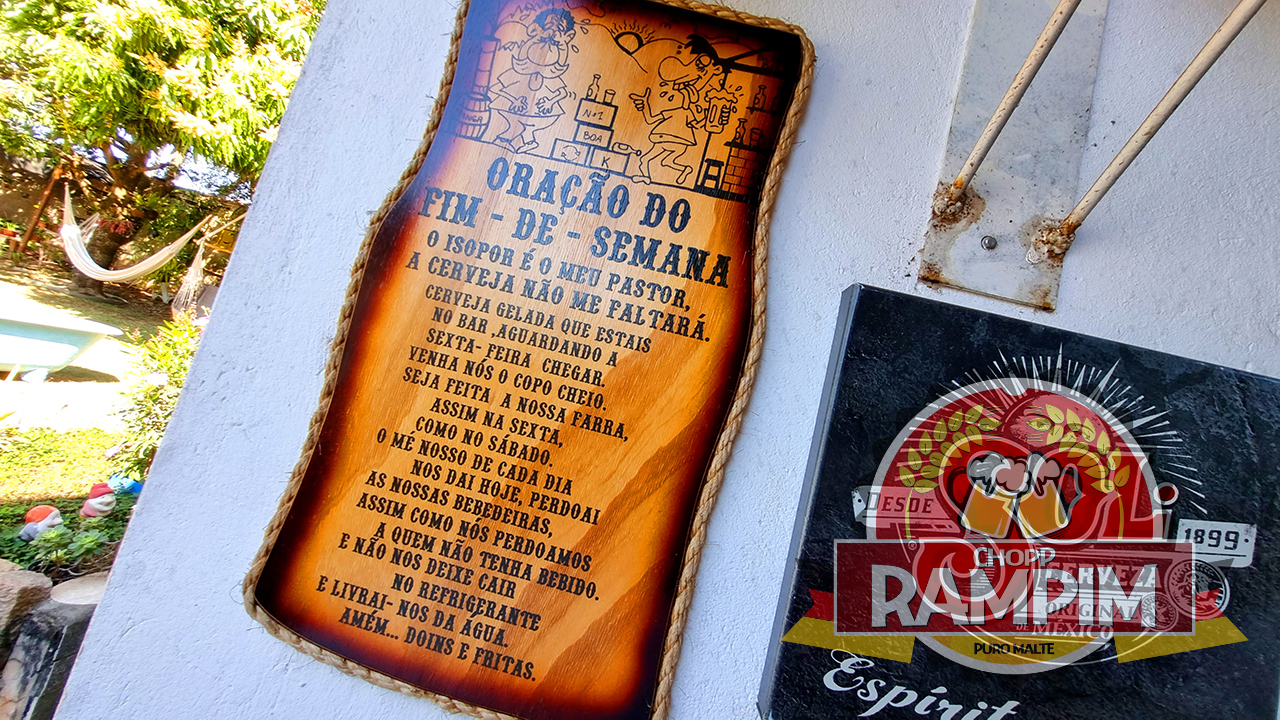 Nº1
BOA
K
ORAÇÃO DO
FIM - DE - SEMANA
O ISOPOR É O MEU PASTOR,
A CERVEJA NÃO ME FALTARÁ.
CERVEJA GELADA QUE ESTAIS
NO BAR ,AGUARDANDO A
SEXTA- FEIRA CHEGAR.
VENHA NÓS O COPO CHEIO.
SEJA FEITA A NOSSA FARRA,
ASSIM NA SEXTA,
COMO NO SÁBADO.
O MÉ NOSSO DE CADA DIA
NOS DAI HOJE, PERDOAI
AS NOSSAS BEBEDEIRAS,
ASSIM COMO NÓS PERDOAMOS
A QUEM NÃO TENHA BEBIDO.
E NÃO NOS DEIXE CAIR
NO REFRIGERANTE
E LIVRAI- NOS DA ÁGUA.
AMÉM... DOINS E FRITAS.
DESDE
1899
CHOPP
RAMPIM
CERVEZA
ORIGINAL
DE MÉXICO
PURO MALTE
Espírit